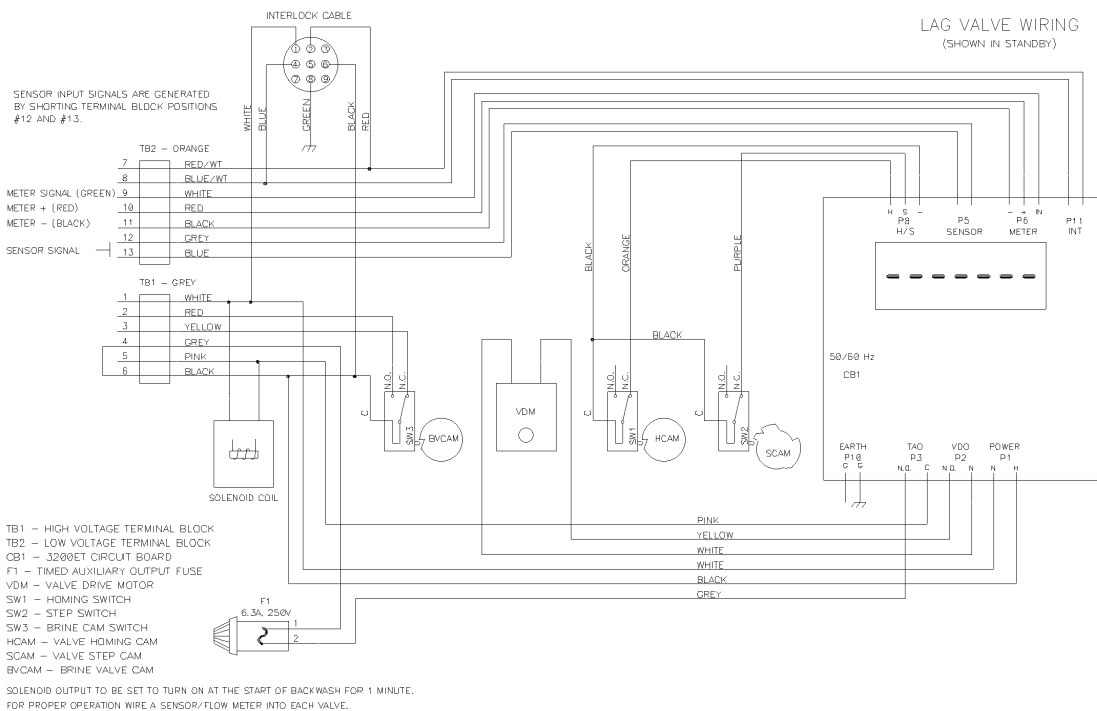 INTERLOCK CABLE
LAG VALVE WIRING
(SHOWN IN STANDBY)
1 2 3
4 5 6
7 8 9
SENSOR INPUT SIGNALS ARE GENERATED
BY SHORTING TERMINAL BLOCK POSITIONS
#12 AND #13.
WHITE
BLUE
GREEN
BLACK
RED
TB2 - ORANGE
7 RED/WT
8 BLUE/WT
METER SIGNAL (GREEN) 9 WHITE
METER + (RED) 10 RED
METER - (BLACK) 11 BLACK
12 GREY
SENSOR SIGNAL
13 BLUE
H S -
P8
H/S
P5
SENSOR
- + IN
P6
METER
P11
INT
BLACK
ORANGE
PURPLE
TB1 - GREY
1 WHITE
2 RED
3 YELLOW
4 GREY
5 PINK
6 BLACK
BLACK
50/60 Hz
CB1
N.O.
N.C.
C
SW3
BVCAM
VDM
N.O.
N.C.
C
SW1
HCAM
N.O.
N.C.
C
SW2
SCAM
EARTH
P10
G G
TAO
P3
N.O. C
VDO
P2
N.O. N
POWER
P1
N H
SOLENOID COIL
PINK
YELLOW
WHITE
WHITE
BLACK
GREY
TB1 - HIGH VOLTAGE TERMINAL BLOCK
TB2 - LOW VOLTAGE TERMINAL BLOCK
CB1 - 3200ET CIRCUIT BOARD
F1 - TIMED AUXILIARY OUTPUT FUSE
VDM - VALVE DRIVE MOTOR
SW1 - HOMING SWITCH
SW2 - STEP SWITCH
SW3 - BRINE CAM SWITCH
HCAM - VALVE HOMING CAM
SCAM - VALVE STEP CAM
BVCAM - BRINE VALVE CAM
F1
6.3A, 250V
1
2
SOLENOID OUTPUT TO BE SET TO TURN ON AT THE START OF BACKWASH FOR 1 MINUTE.
FOR PROPER OPERATION WIRE A SENSOR/FLOW METER INTO EACH VALVE.